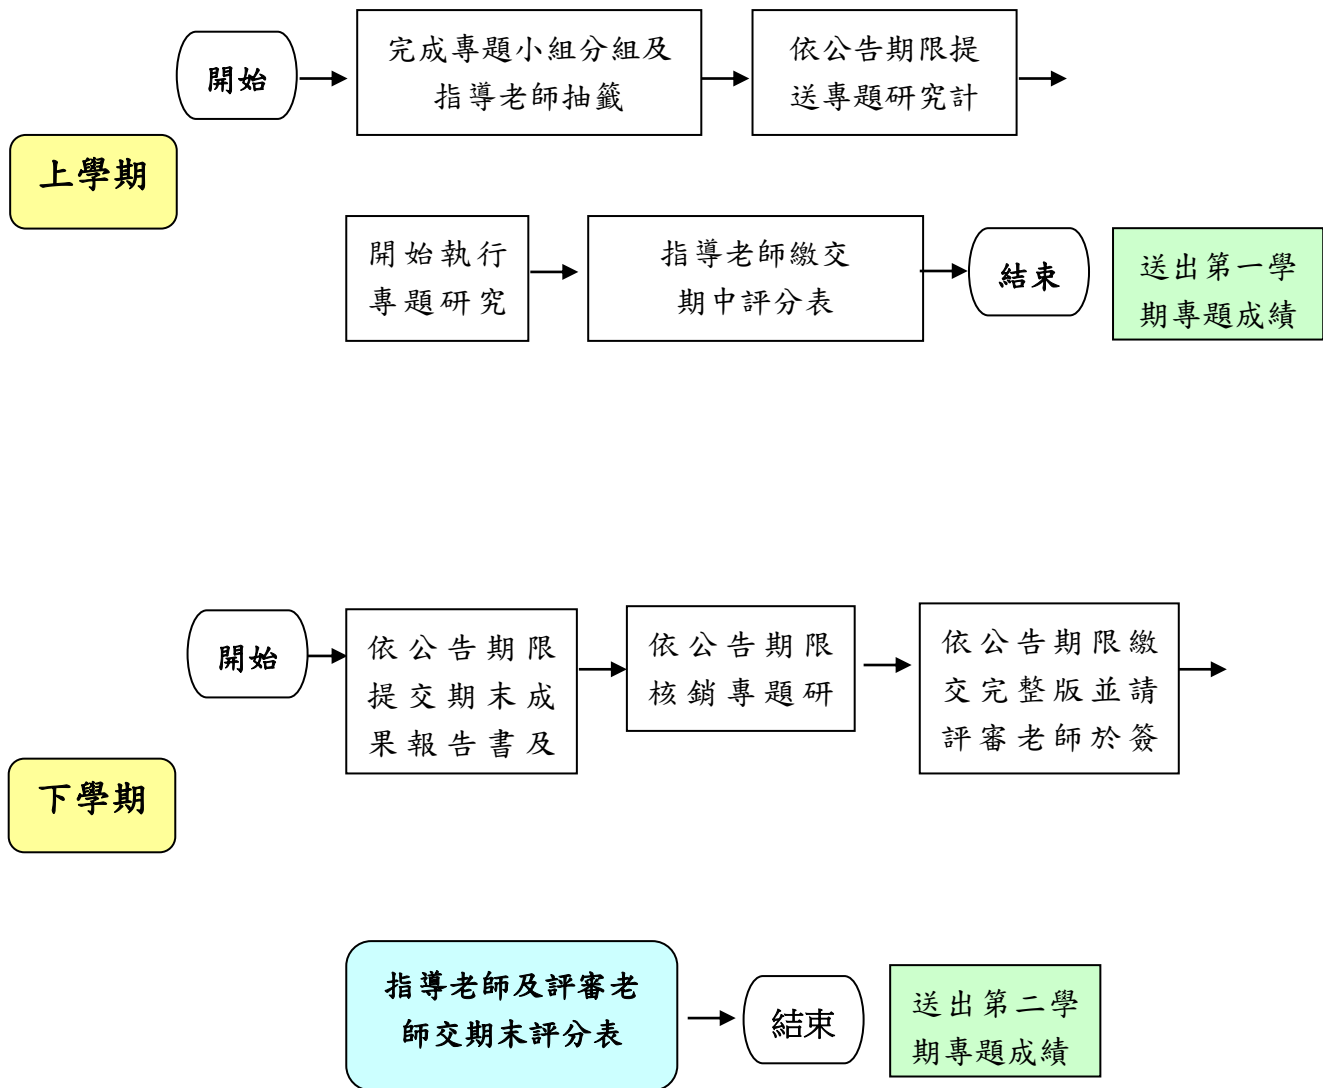 開始
完成專題小組分組及
指導老師抽籤
依公告期限提
送專題研究計
上學期
開始執行
專題研究
指導老師繳交
期中評分表
結束
送出第一學
期專題成績
開始
依公告期限
提交期末成
果報告書及
依公告期限
核銷專題研
依公告期限繳
交完整版並請
評審老師於簽
下學期
指導老師及評審老
師交期末評分表
結束
送出第二學
期專題成績